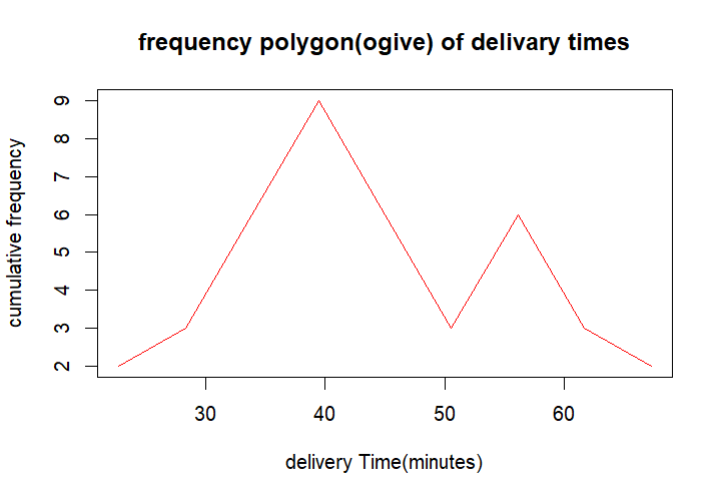 frequency polygon(ogive) of delivary times
cumulative frequency
9
8
7
6
5
4
3
2
30 40 50 60
delivery Time(minutes)